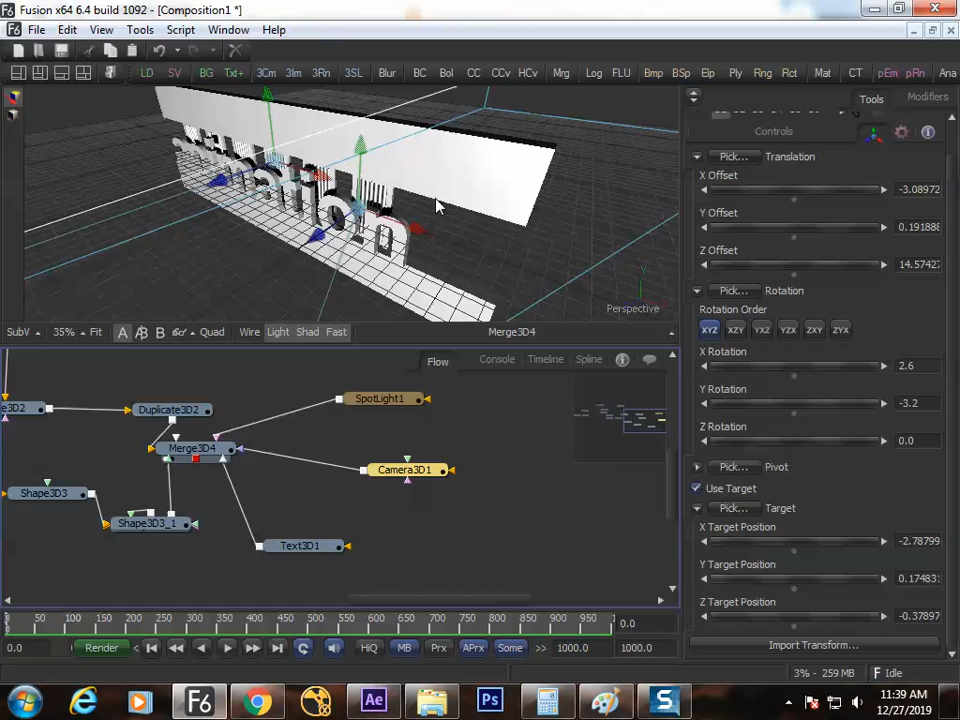 Fusion x64 6.4 build 1092 - [Composition1 *]
File Edit View Tools Script Window Help
LD SV BG Txt+ 3Cm 3Im 3Rn 3SL Blur BC Bol CC CCv HCv Mrg Log FLU Bmp BSp Elp Ply Rng Rct Mat CT pEm pRn Ana
Tools Modifiers
Controls
Pick... Translation
X Offset
-3.08972
Y Offset
0.191888
Z Offset
14.5742
Pick... Rotation
Rotation Order
XYZ XZY YXZ YZX ZXY ZYX
X Rotation
2.6
Y Rotation
-3.2
Z Rotation
0.0
Pick... Pivot
Use Target
Pick... Target
X Target Position
-2.78799
Y Target Position
0.174831
Z Target Position
-0.37897
Import Transform...
Perspective
SubV 35% Fit A B Quad Wire Light Shad Fast Merge3D4
Flow Console Timeline Spline
e3D2
Duplicate3D2
SpotLight1
Merge3D4
Camera3D1
Shape3D3
Shape3D3_1
Text3D1
0 50 100 150 200 250 300 350 400 450 500 550 600 650 700 750 800 850 900 950 0.0
0.0 Render HiQ MB Prx APrx Some >> 1000.0 1000.0
3% - 259 MB Idle
Ae Ps S
11:39 AM
12/27/2019